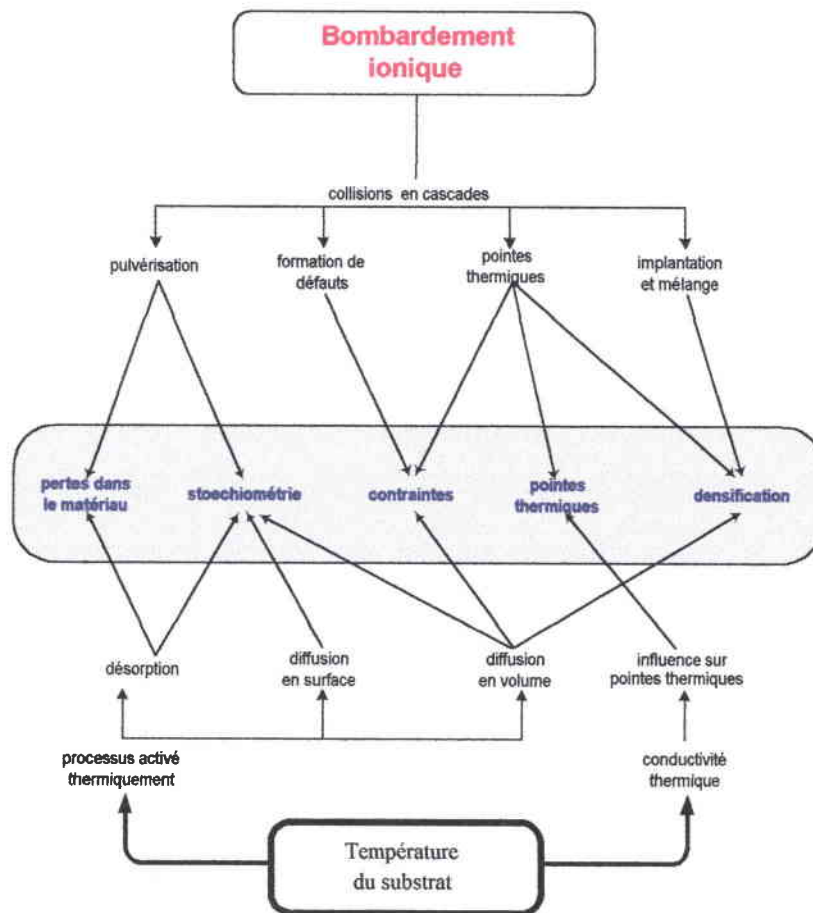 Bombardement
ionique
collisions en cascades
pulvérisation
formation de
défauts
pointes
thermiques
implantation
et mélange
pertes dans
le matériau
stoechiométrie
contraintes
pointes
thermiques
densification
désorption
diffusion
en surface
diffusion
en volume
influence sur
pointes thermiques
processus activé
thermiquement
conductivité
thermique
Température
du substrat